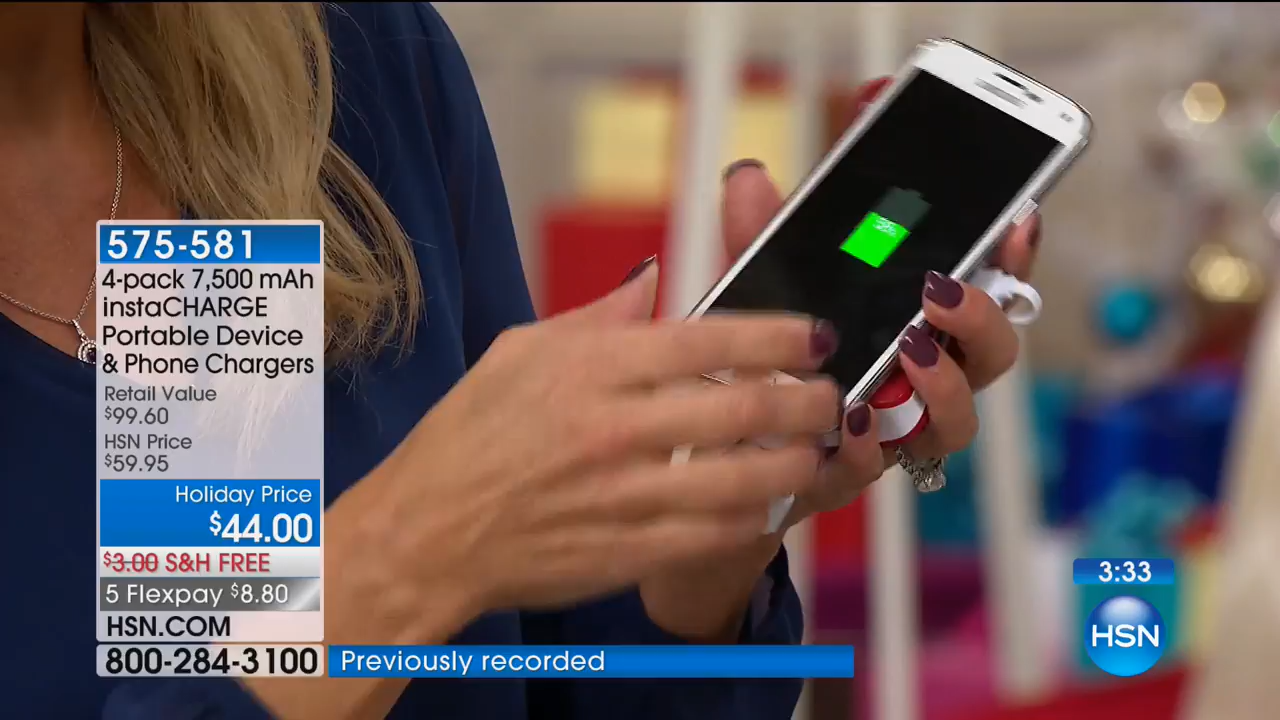 575-581
4-pack 7,500 mAh
instaCHARGE
Portable Device
& Phone Chargers
Retail Value
$99.60
HSN Price
$59.95
Holiday Price
$44.00
$3.00 S&H FREE
5 Flexpay $8.80
HSN.COM
800-284-3100
Previously recorded
3:33
HSN